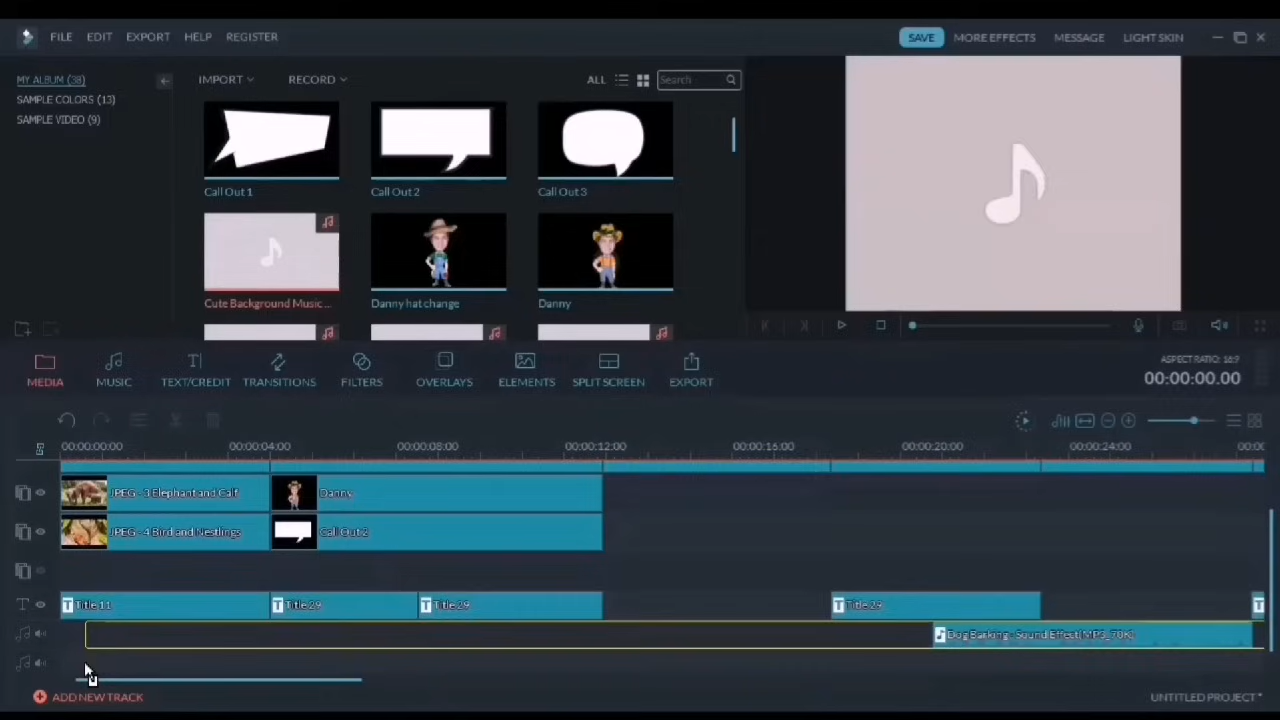 FILE EDIT EXPORT HELP REGISTER SAVE MORE EFFECTS MESSAGE LIGHT SKIN
MY ALBUM (38)
SAMPLE COLORS (13)
SAMPLE VIDEO (9)
IMPORT RECORD ALL Search
Call Out 1 Call Out 2 Call Out 3
Cute Background Music... Danny hat change Danny
MEDIA MUSIC TEXT/CREDIT TRANSITIONS FILTERS OVERLAYS ELEMENTS SPLIT SCREEN EXPORT
ASPECT RATIO: 16:9
00:00:00.00
00:00:00:00 00:00:04:00 00:00:08:00 00:00:12:00 00:00:16:00 00:00:20:00 00:00:24:00 00:0
JPEG - 3 Elephant and Calf Danny
JPEG - 4 Bird and Nestlings Call Out 2
T Title 11 T Title 29 T Title 29 T Title 29 T
Dog Barking - Sound Effect(MP3_70K)
ADD NEW TRACK UNTITLED PROJECT*